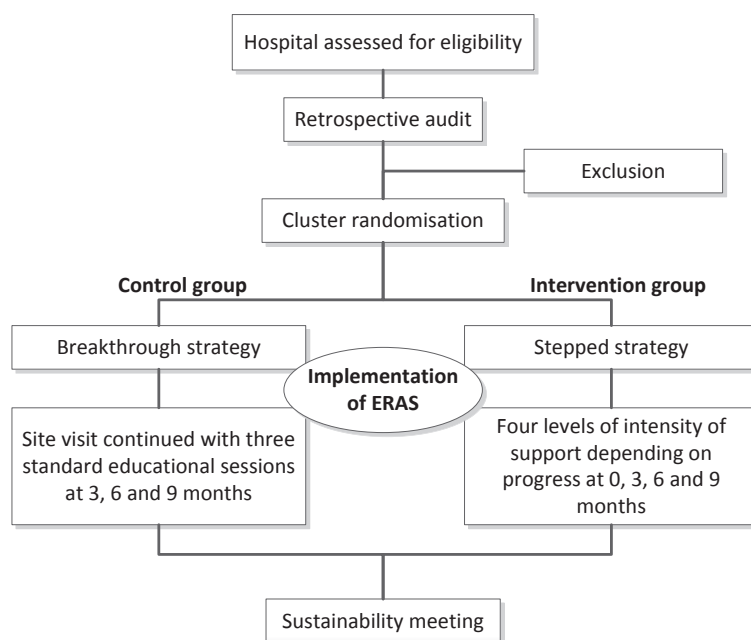 Hospital assessed for eligibility
Retrospective audit
Exclusion
Cluster randomisation
Control group
Intervention group
Breakthrough strategy
Stepped strategy
Implementation
of ERAS
Site visit continued with three
standard educational sessions
at 3, 6 and 9 months
Four levels of intensity of
support depending on
progress at 0, 3, 6 and 9
months
Sustainability meeting